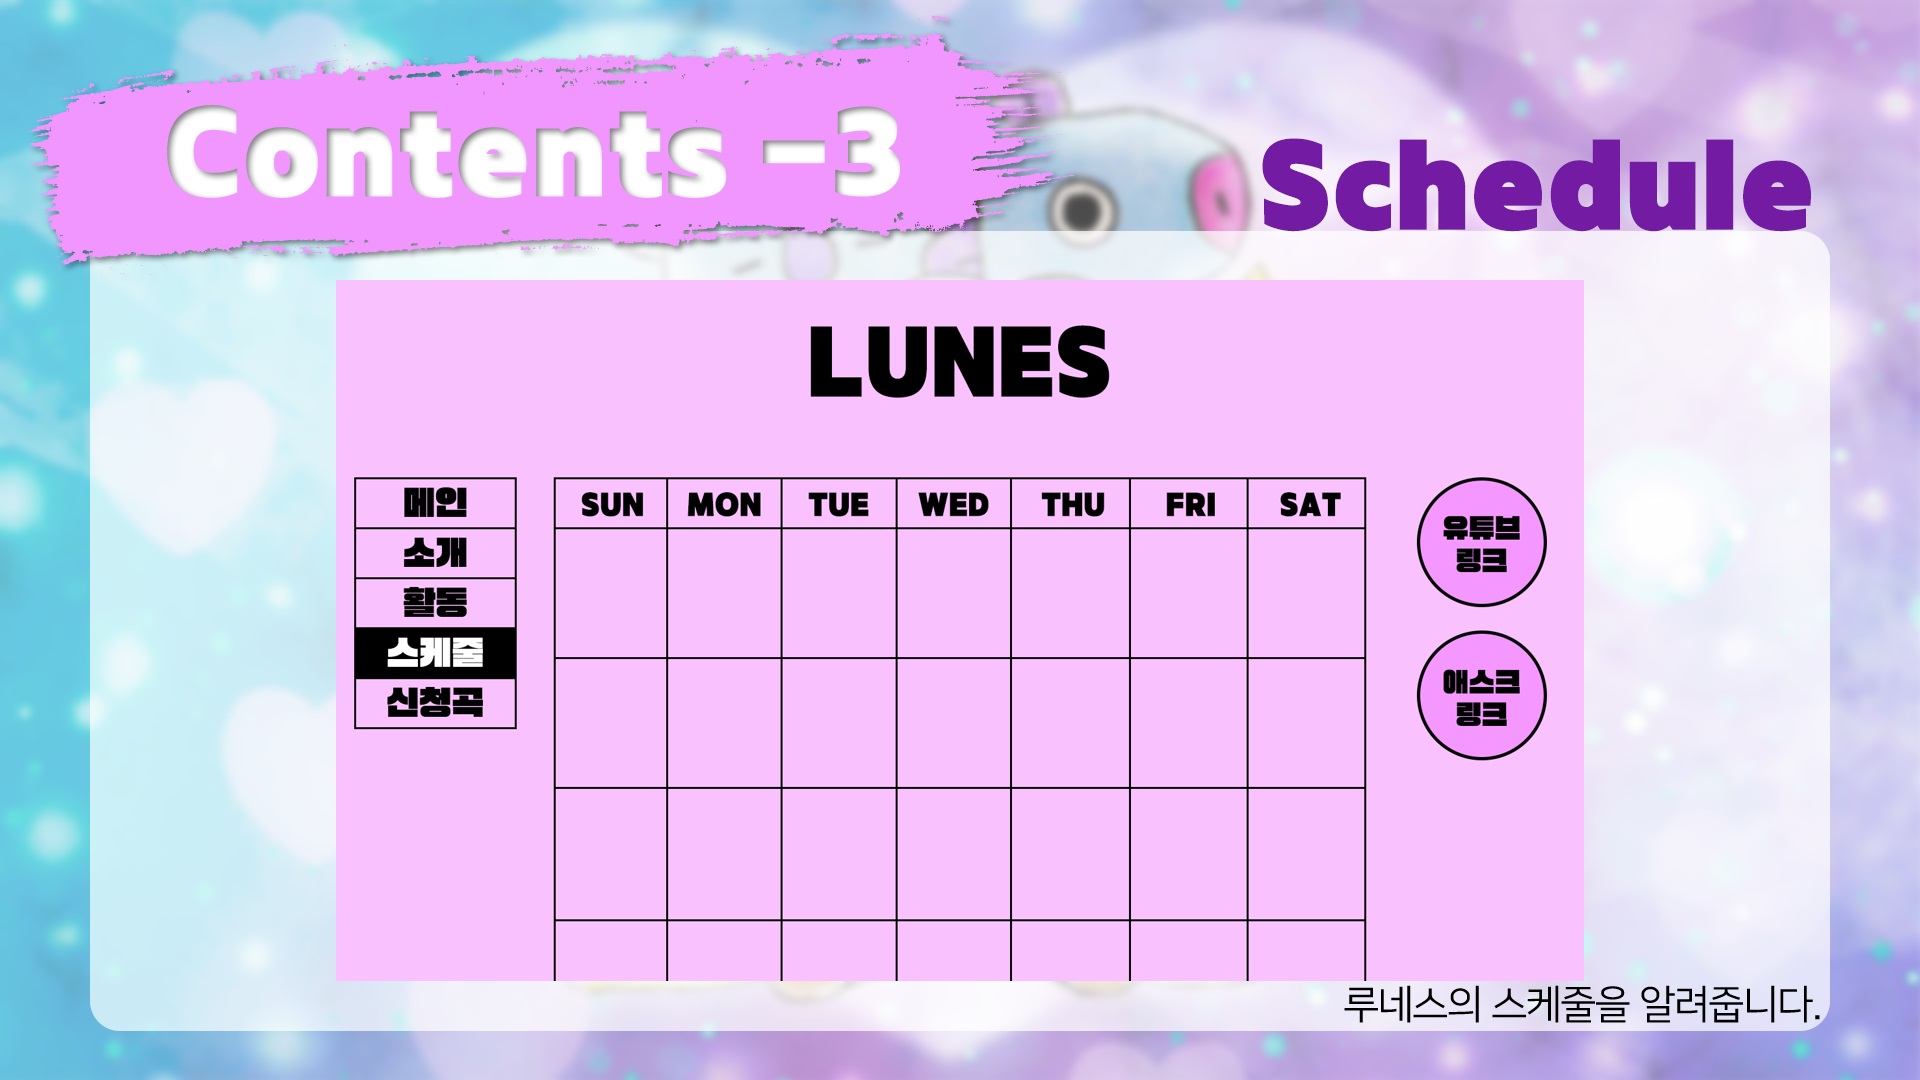 Contents -3
Schedule
LUNES
메인
소개
활동
스케줄
신청곡
SUN MON TUE WED THU FRI SAT
유튜브
링크
애스크
링크
루네스의 스케줄을 알려줍니다.